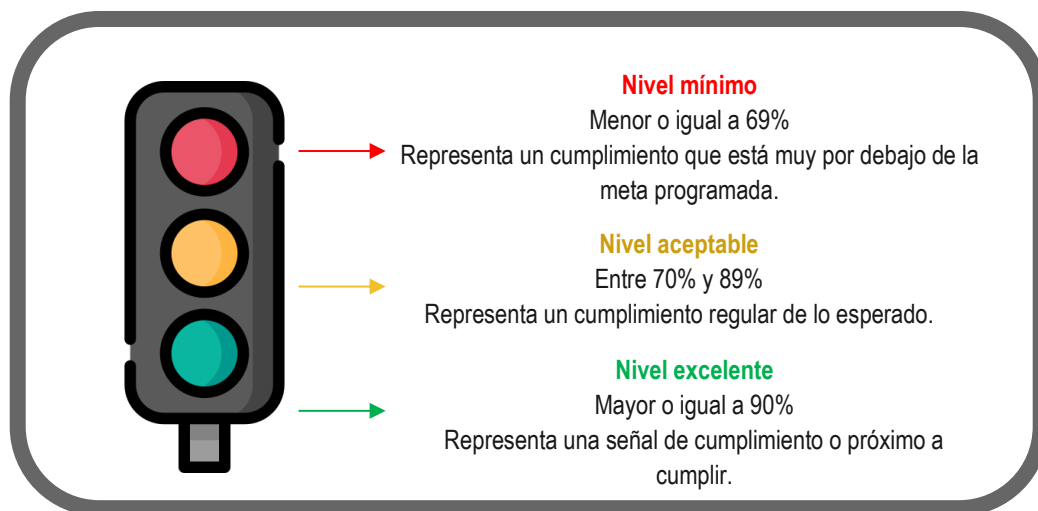 Nivel mínimo
Menor o igual a 69%
Representa un cumplimiento que está muy por debajo de la
meta programada.
Nivel aceptable
Entre 70% y 89%
Representa un cumplimiento regular de lo esperado.
Nivel excelente
Mayor o igual a 90%
Representa una señal de cumplimiento o próximo a
cumplir.